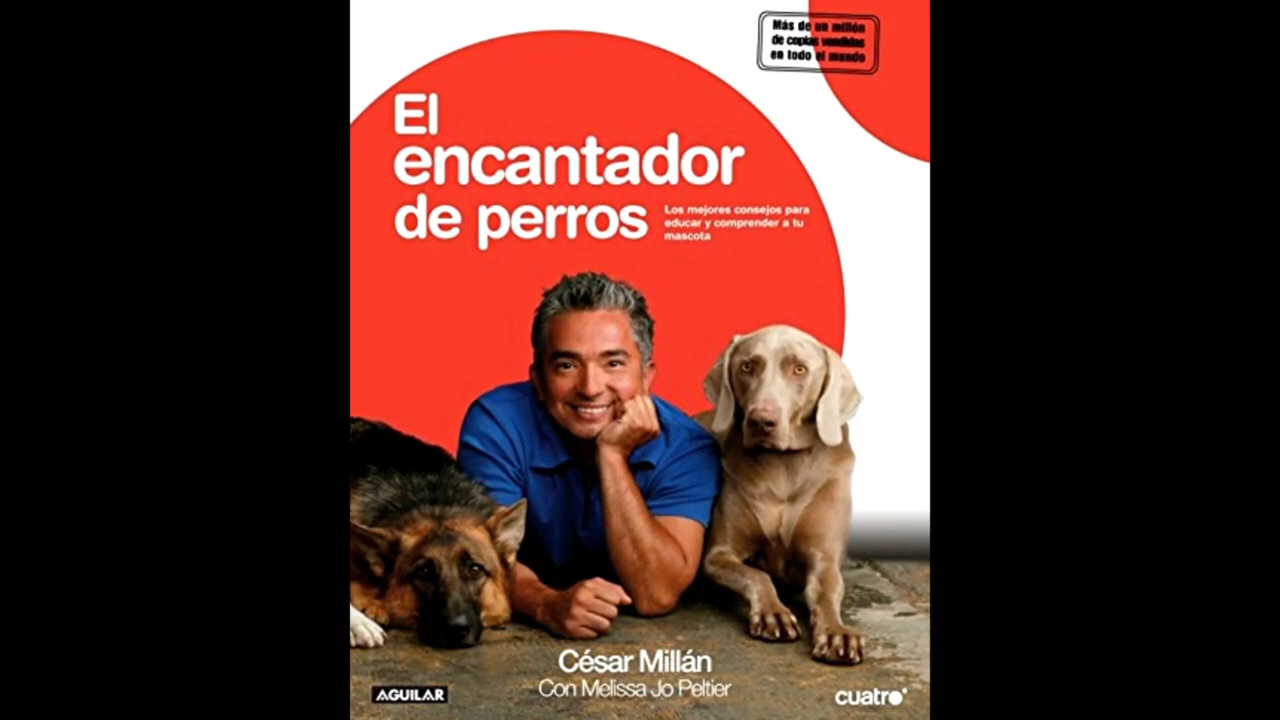 Más de un millón
de copias vendidas
en todo el mundo
El
encantador
de perros
Los mejores consejos para
educar y comprender a tu
mascota
César Millán
Con Melissa Jo Peltier
AGUILAR
cuatro